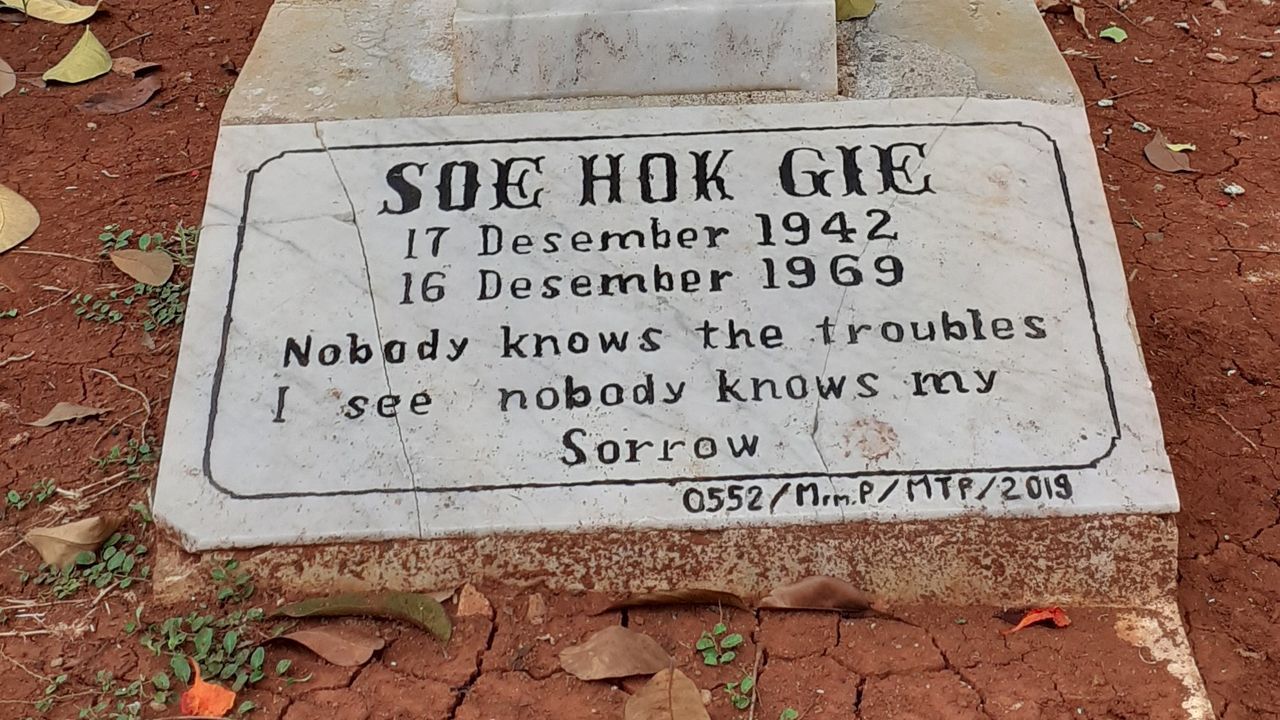 SOE HOK GIE
17 Desember 1942
16 Desember 1969
Nobody knows the troubles
I see nobody knows my
Sorrow
0552/Mrm.P/MTP/2019